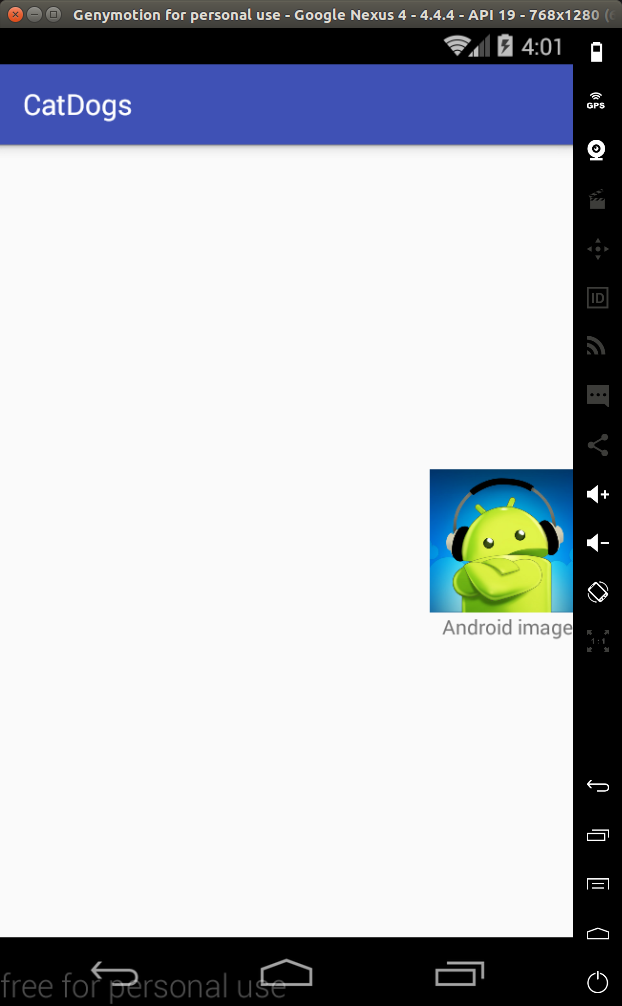 Genymotion for personal use - Google Nexus 4 - 4.4.4 - API 19 - 768x1280 (
4:01
CatDogs
GPS
ID
Android image
1:1
free for personal use